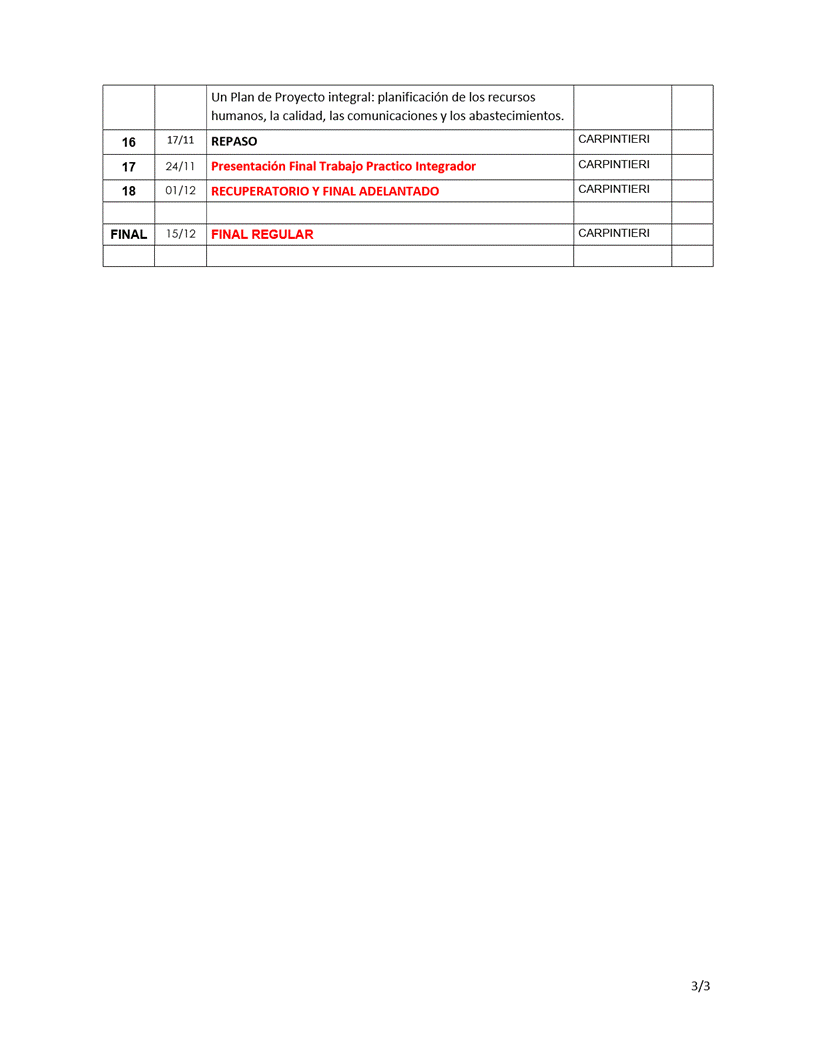 Un Plan de Proyecto integral: planificación de los recursos
humanos, la calidad, las comunicaciones y los abastecimientos.
16 17/11 REPASO CARPINTIERI
17 24/11 Presentación Final Trabajo Practico Integrador CARPINTIERI
18 01/12 RECUPERATORIO Y FINAL ADELANTADO CARPINTIERI
FINAL 15/12 FINAL REGULAR CARPINTIERI
3/3